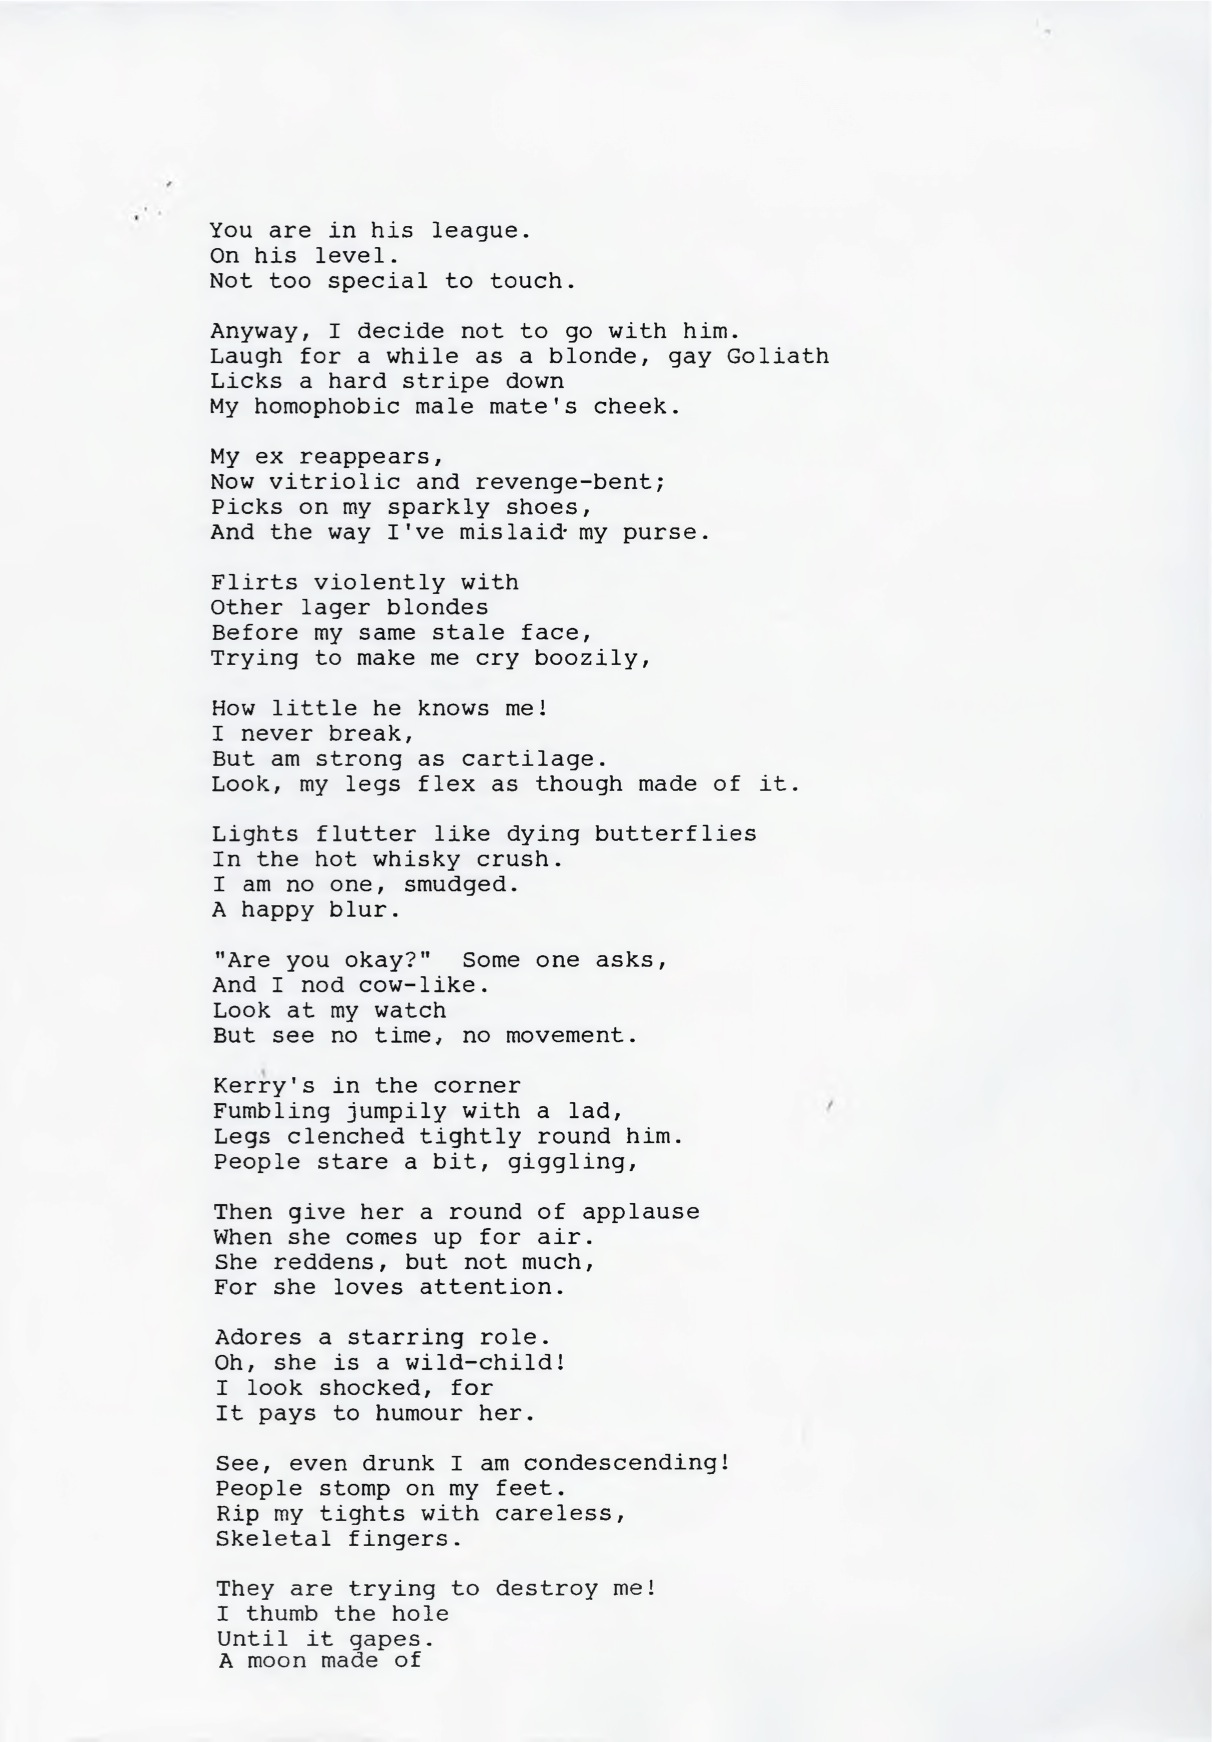 You are in his league.
On his level.
Not too special to touch.

Anyway, I decide not to go with him.
Laugh for a while as a blonde, gay Goliath
Licks a hard stripe down
My homophobic male mate's cheek.

My ex reappears,
Now vitriolic and revenge-bent;
Picks on my sparkly shoes,
And the way I've mislaid my purse.

Flirts violently with
Other lager blondes
Before my same stale face,
Trying to make me cry boozily,

How little he knows me!
I never break,
But am strong as cartilage.
Look, my legs flex as though made of it.

Lights flutter like dying butterflies
In the hot whisky crush.
I am no one, smudged.
A happy blur.

"Are you okay?"  Some one asks,
And I nod cow-like.
Look at my watch
But see no time, no movement.

Kerry's in the corner
Fumbling jumpily with a lad,
Legs clenched tightly round him.
People stare a bit, giggling,

Then give her a round of applause
When she comes up for air.
She reddens, but not much,
For she loves attention.

Adores a starring role.
Oh, she is a wild-child!
I look shocked, for
It pays to humour her.

See, even drunk I am condescending!
People stomp on my feet.
Rip my tights with careless,
Skeletal fingers.

They are trying to destroy me!
I thumb the hole
Until it gapes.
A moon made of